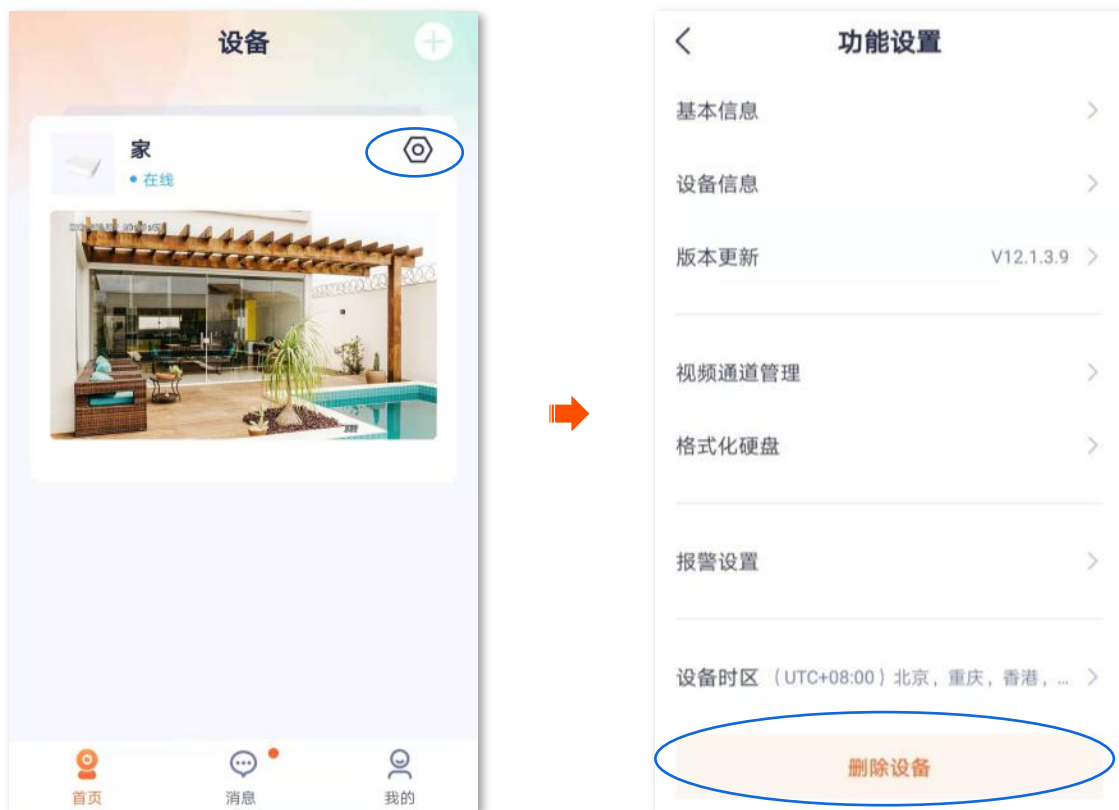 设备
家
在线
首页
消息
我的
功能设置
基本信息
设备信息
版本更新 V12.1.3.9
视频通道管理
格式化硬盘
报警设置
设备时区 (UTC+08:00) 北京, 重庆, 香港, ...
删除设备